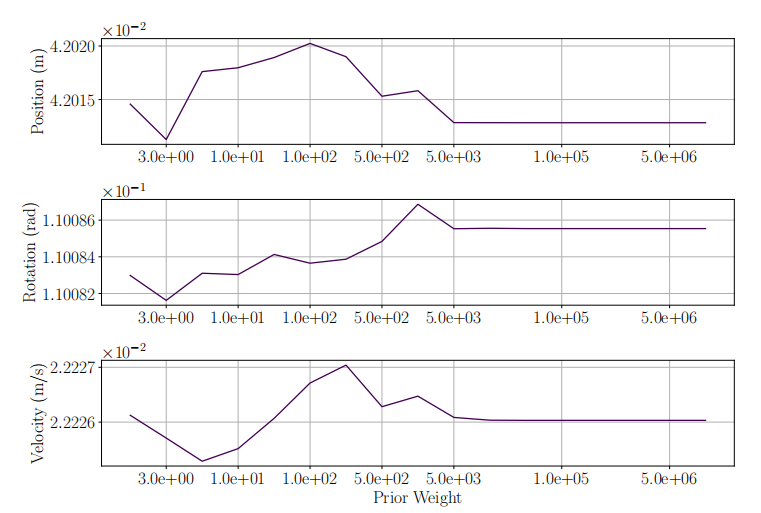 ×10⁻²
Position (m)
4.2020
4.2015
3.0e+00 1.0e+01 1.0e+02 5.0e+02 5.0e+03 1.0e+05 5.0e+06
×10⁻¹
Rotation (rad)
1.10086
1.10084
1.10082
3.0e+00 1.0e+01 1.0e+02 5.0e+02 5.0e+03 1.0e+05 5.0e+06
×10⁻²
Velocity (m/s)
2.2227
2.2226
3.0e+00 1.0e+01 1.0e+02 5.0e+02 5.0e+03 1.0e+05 5.0e+06
Prior Weight